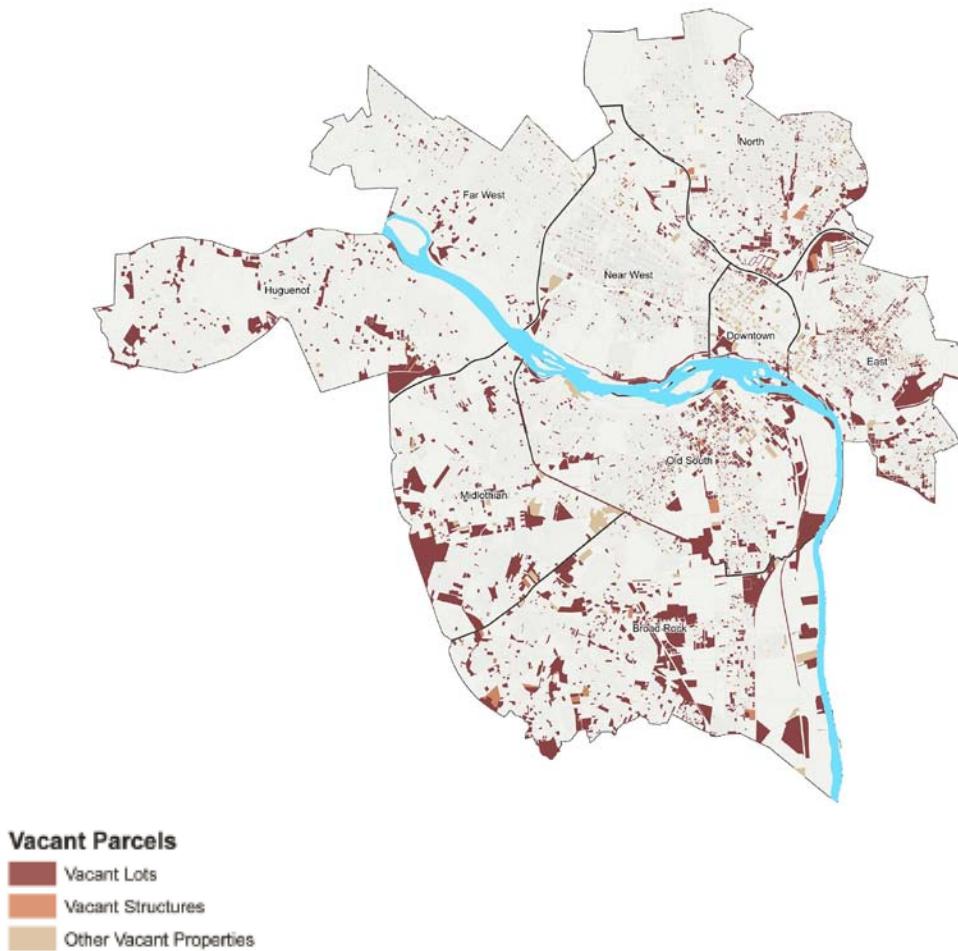 North
Far West
Near West
Huguenot
Downtown
East
Old South
Midlothian
Broad Rock
Vacant Parcels
Vacant Lots
Vacant Structures
Other Vacant Properties